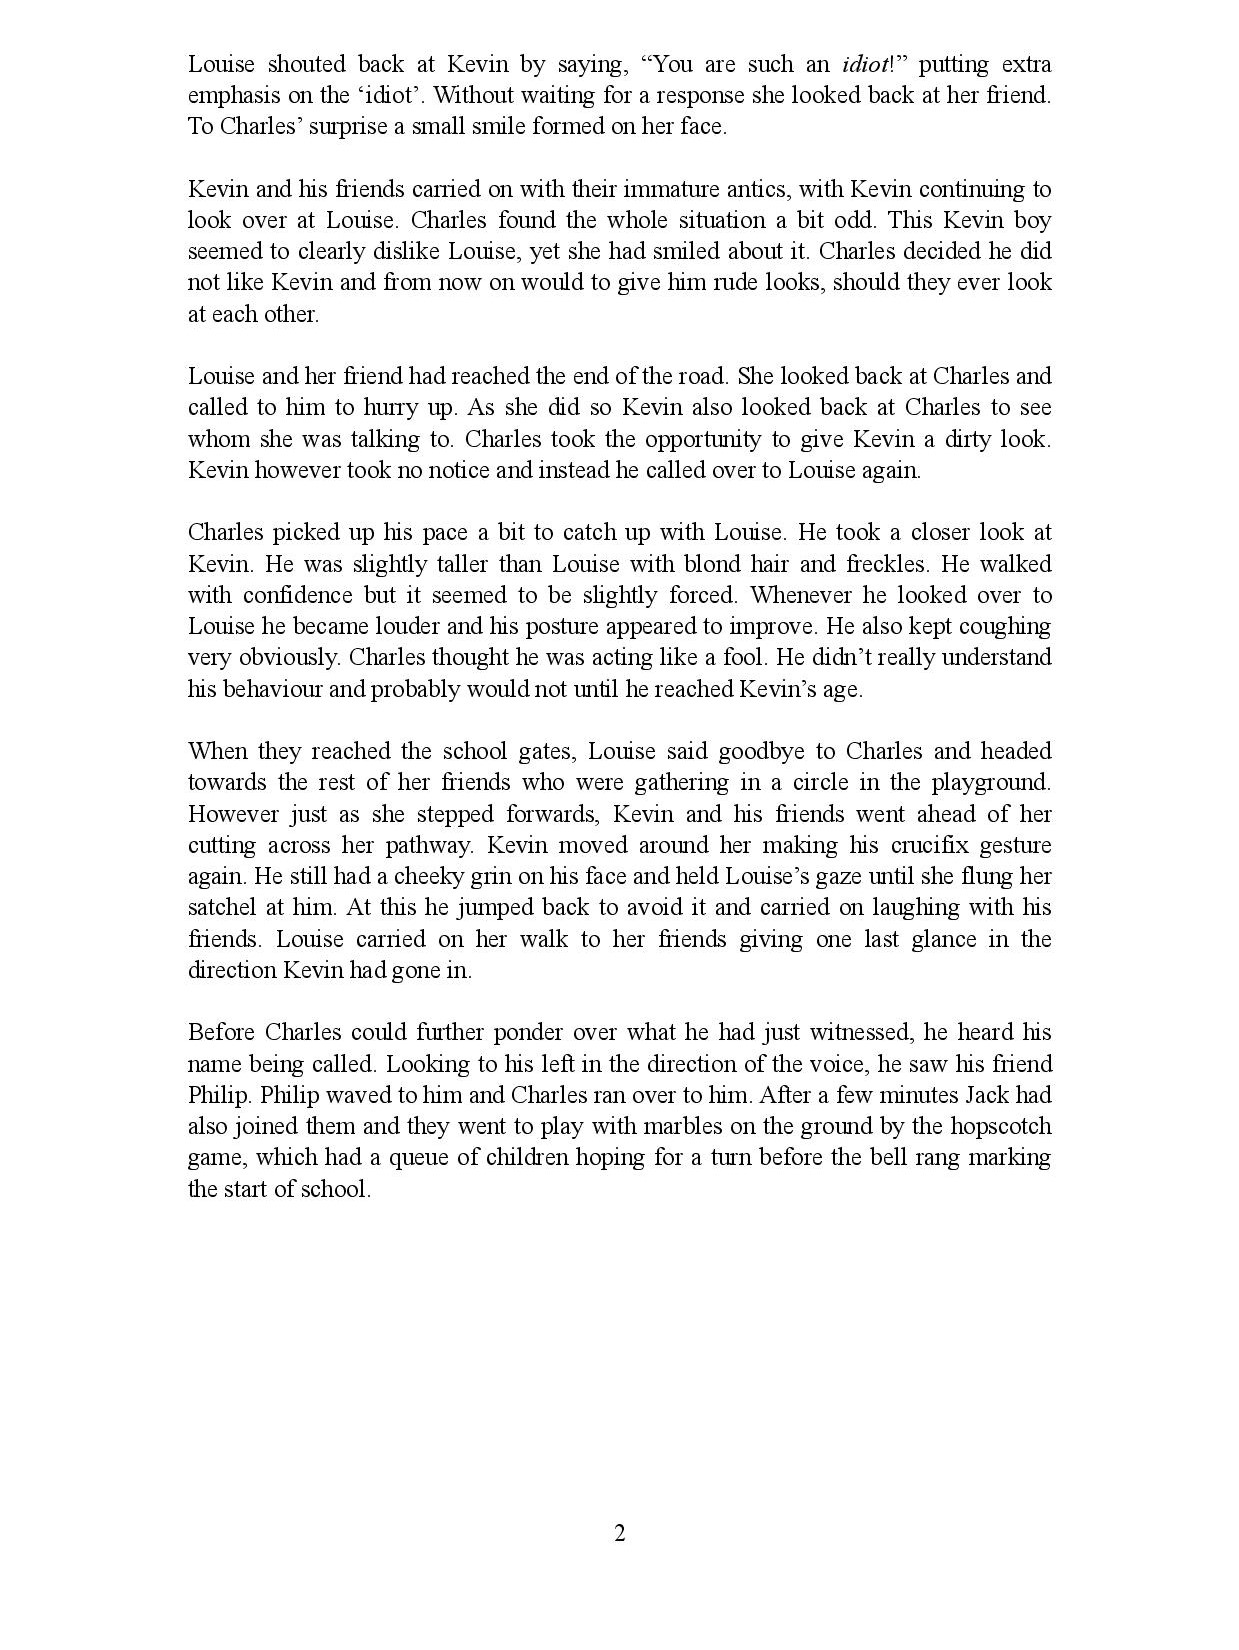 Louise shouted back at Kevin by saying, “You are such an idiot!” putting extra
emphasis on the ‘idiot’. Without waiting for a response she looked back at her friend.
To Charles’ surprise a small smile formed on her face.
Kevin and his friends carried on with their immature antics, with Kevin continuing to
look over at Louise. Charles found the whole situation a bit odd. This Kevin boy
seemed to clearly dislike Louise, yet she had smiled about it. Charles decided he did
not like Kevin and from now on would to give him rude looks, should they ever look
at each other.
Louise and her friend had reached the end of the road. She looked back at Charles and
called to him to hurry up. As she did so Kevin also looked back at Charles to see
whom she was talking to. Charles took the opportunity to give Kevin a dirty look.
Kevin however took no notice and instead he called over to Louise again.
Charles picked up his pace a bit to catch up with Louise. He took a closer look at
Kevin. He was slightly taller than Louise with blond hair and freckles. He walked
with confidence but it seemed to be slightly forced. Whenever he looked over to
Louise he became louder and his posture appeared to improve. He also kept coughing
very obviously. Charles thought he was acting like a fool. He didn’t really understand
his behaviour and probably would not until he reached Kevin’s age.
When they reached the school gates, Louise said goodbye to Charles and headed
towards the rest of her friends who were gathering in a circle in the playground.
However just as she stepped forwards, Kevin and his friends went ahead of her
cutting across her pathway. Kevin moved around her making his crucifix gesture
again. He still had a cheeky grin on his face and held Louise’s gaze until she flung her
satchel at him. At this he jumped back to avoid it and carried on laughing with his
friends. Louise carried on her walk to her friends giving one last glance in the
direction Kevin had gone in.
Before Charles could further ponder over what he had just witnessed, he heard his
name being called. Looking to his left in the direction of the voice, he saw his friend
Philip. Philip waved to him and Charles ran over to him. After a few minutes Jack had
also joined them and they went to play with marbles on the ground by the hopscotch
game, which had a queue of children hoping for a turn before the bell rang marking
the start of school.
2